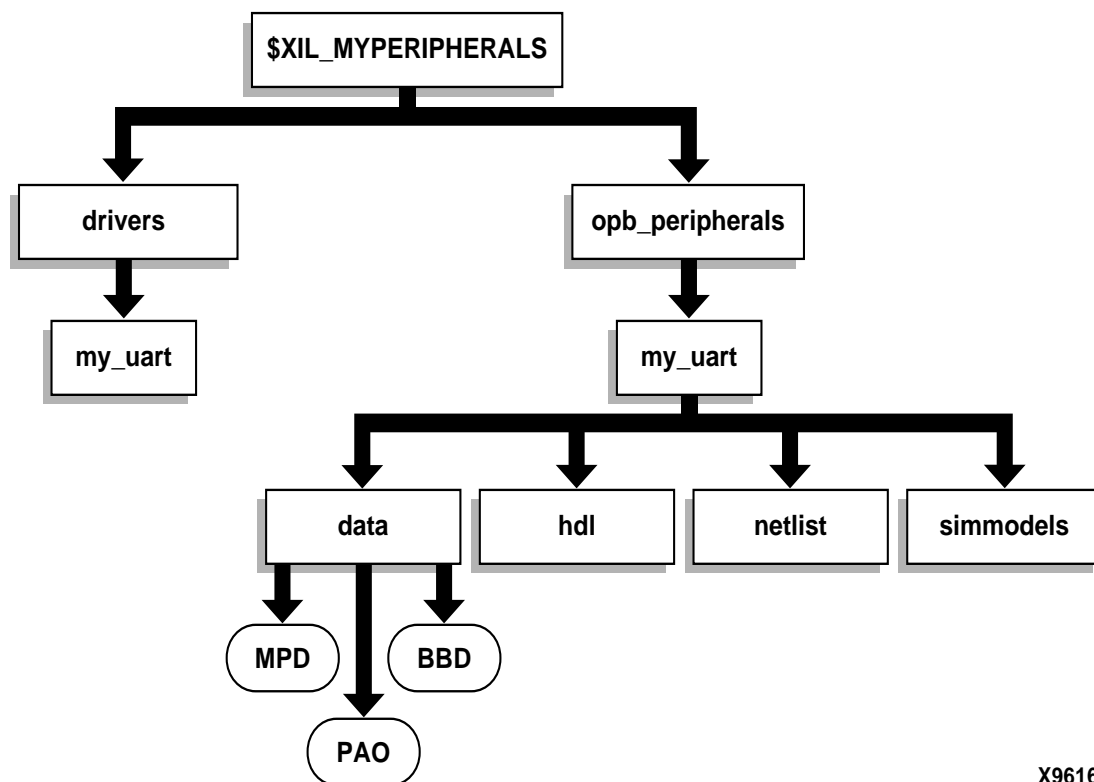 $XIL_MYPERIPHERALS
drivers
opb_peripherals
my_uart
my_uart
data
hdl
netlist
simmodels
MPD
BBD
PAO
X9616